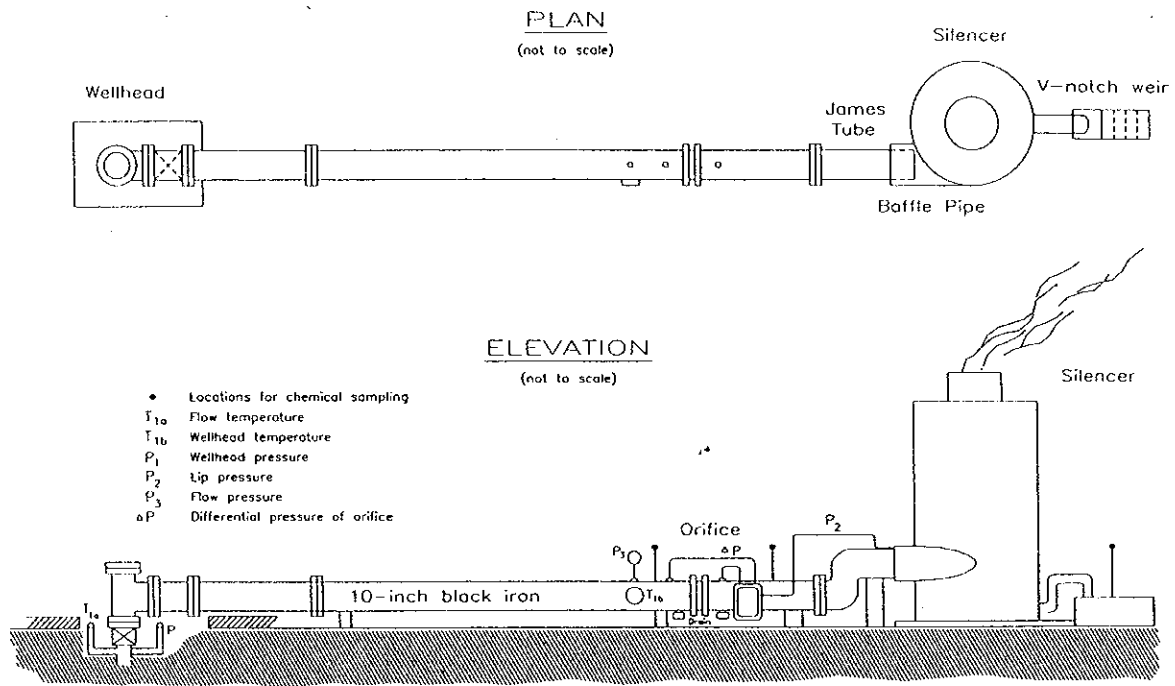 PLAN
(not to scale)
Silencer
Wellhead
V-notch weir
James
Tube
Baffle Pipe
ELEVATION
(not to scale)
Silencer
• Locations for chemical sampling
T1a Flow temperature
T1b Wellhead temperature
P1 Wellhead pressure
P2 Lip pressure
P3 Flow pressure
ΔP Differential pressure of orifice
Orifice
P2
P3
ΔP
10-inch black iron
T1b
T1a
P
Drain